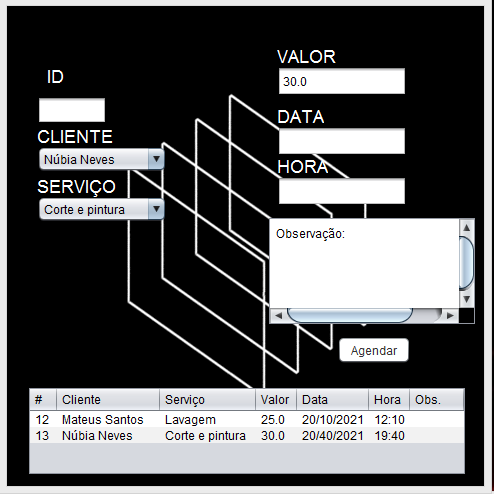 ID
CLIENTE
Núbia Neves
SERVIÇO
Corte e pintura
VALOR
30.0
DATA
HORA
Observação:
Agendar
# Cliente Serviço Valor Data Hora Obs.
12 Mateus Santos Lavagem 25.0 20/10/2021 12:10
13 Núbia Neves Corte e pintura 30.0 20/40/2021 19:40